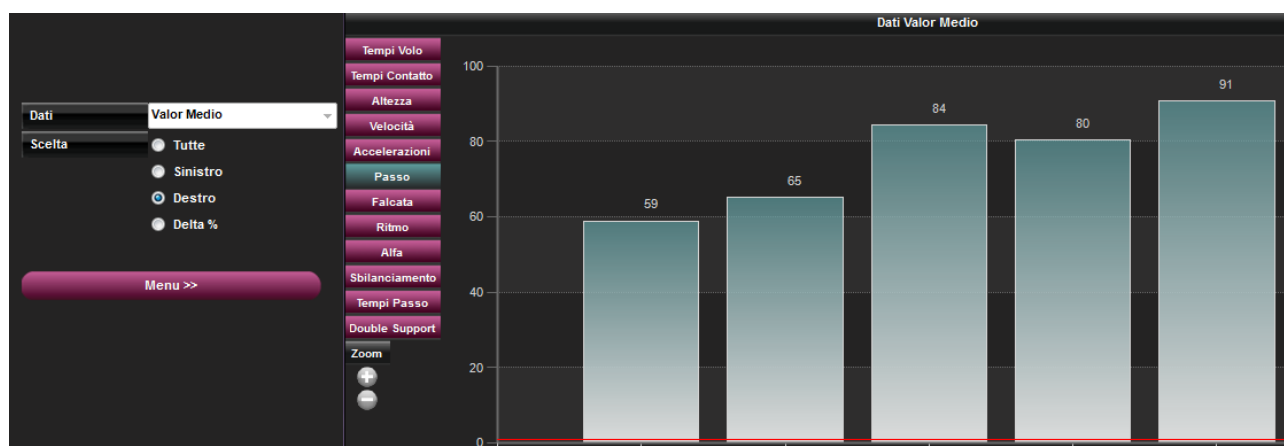 Dati Valor Medio
Dati
Valor Medio
Scelta
Tutte
Sinistro
Destro
Delta %
Menu >>
Tempi Volo
Tempi Contatto
Altezza
Velocità
Accelerazioni
Passo
Falcata
Ritmo
Alfa
Sbilanciamento
Tempi Passo
Double Support
Zoom
100
80
60
40
20
0
59
65
84
80
91